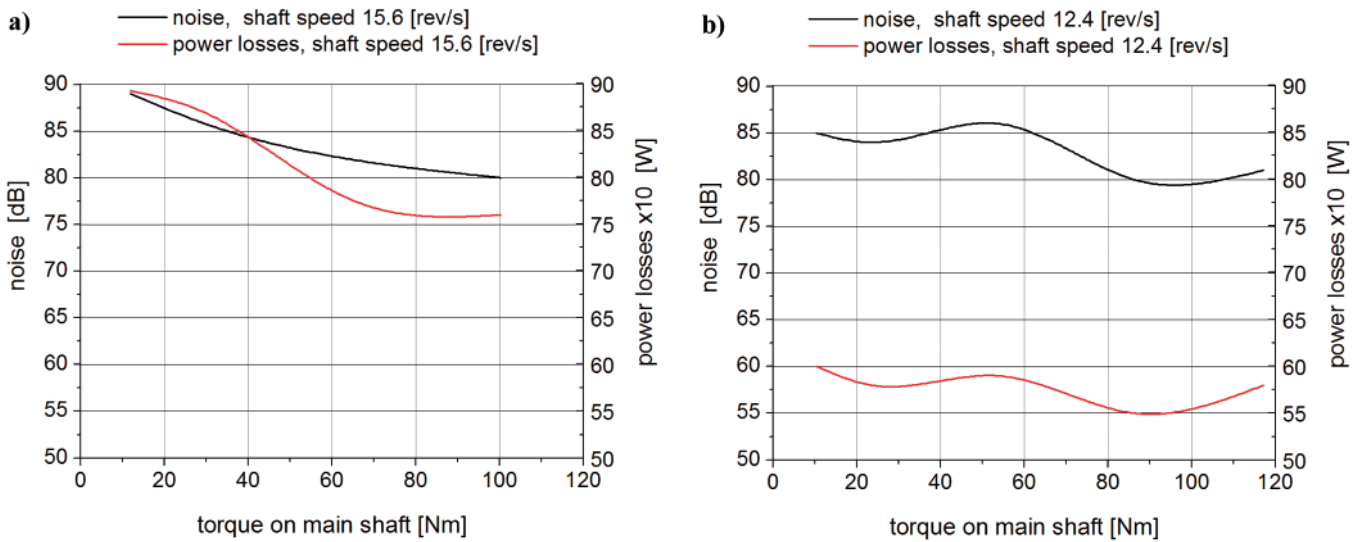 a)
noise, shaft speed 15.6 [rev/s]
power losses, shaft speed 15.6 [rev/s]
90
85
80
75
70
65
60
55
50
noise [dB]
90
85
80
75
70
65
60
55
50
power losses x10 [W]
0 20 40 60 80 100 120
torque on main shaft [Nm]
b)
noise, shaft speed 12.4 [rev/s]
power losses, shaft speed 12.4 [rev/s]
90
85
80
75
70
65
60
55
50
noise [dB]
90
85
80
75
70
65
60
55
50
power losses x10 [W]
0 20 40 60 80 100 120
torque on main shaft [Nm]